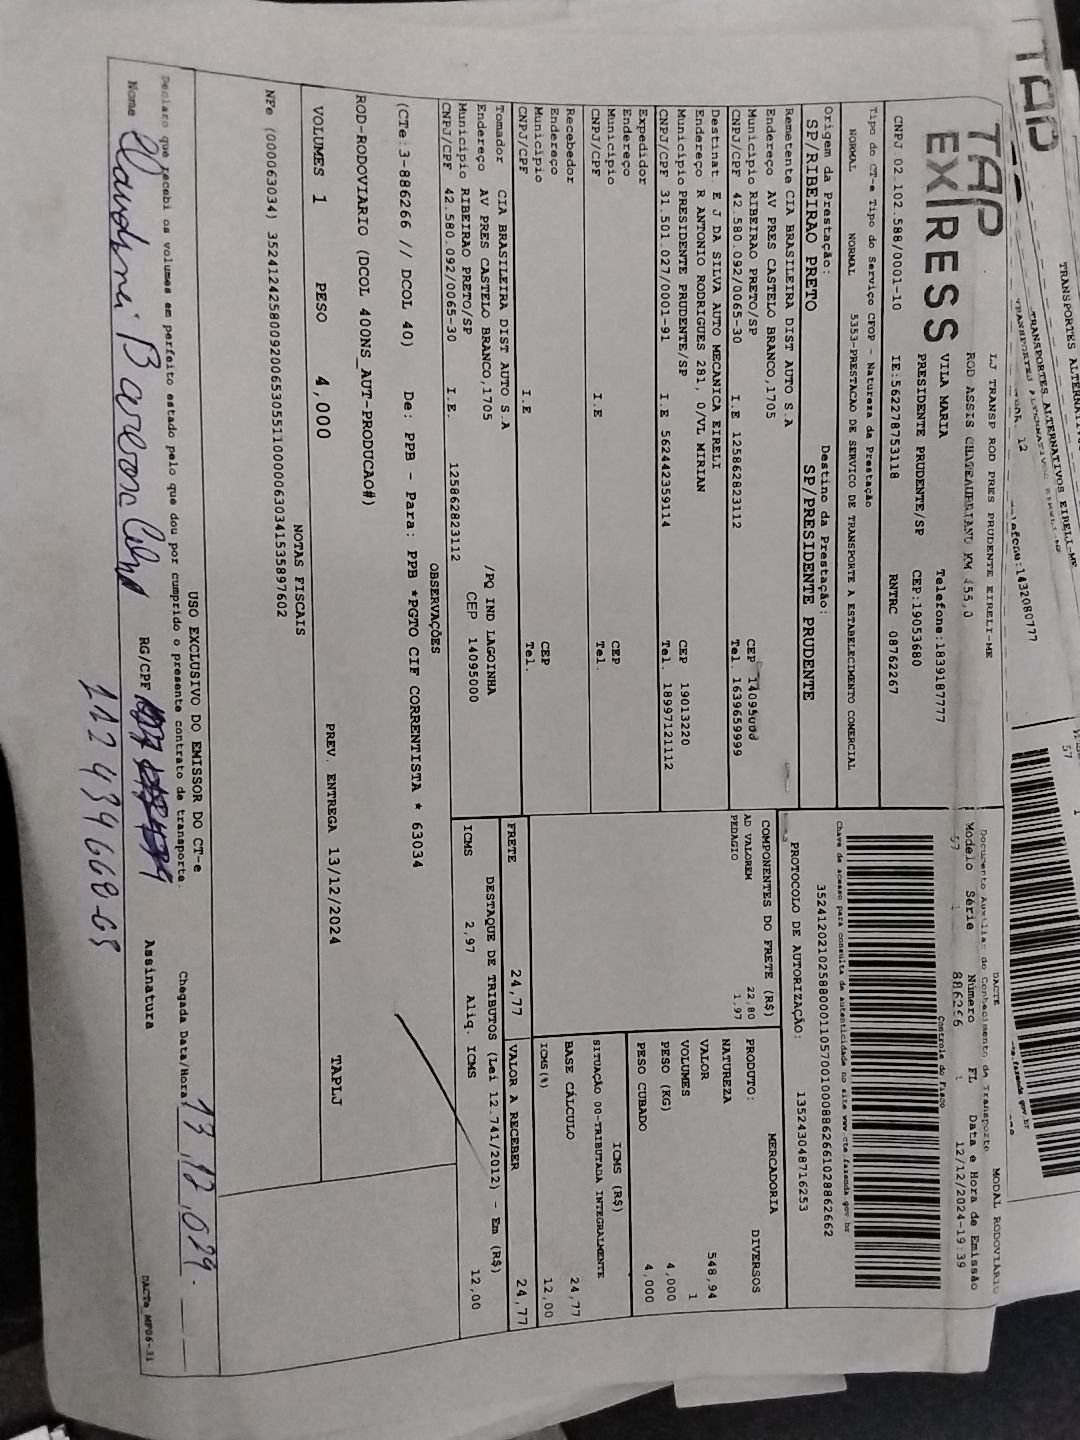 TRANSPORTES ALTERNATIVOS EIRELI-ME
TAP
EXPRESS
LJ TRANSP ROD PRES PRUDENTE EIRELI-ME
ROD ASSIS CHATEAUBRIAND KM 455,0
VILA MARIA Telefone:1839187777
PRESIDENTE PRUDENTE/SP CEP:19053680
CNPJ:02.102.588/0001-10 IE:562278753118 RNTRC 08762267
DACTE MODAL RODOVIÁRIO
Documento Auxiliar do Conhecimento de Transporte
Modelo Série Número FL Data e Hora de Emissão
57 1 886266 1 12/12/2024-19:39
Controle do Fisco
Chave de acesso para consulta de autenticidade no site www.cte.fazenda.gov.br
PROTOCOLO DE AUTORIZAÇÃO: 135243048716253
Tipo do CT-e Tipo do Serviço CFOP - Natureza da Prestação
NORMAL NORMAL 5353-PRESTACAO DE SERVICO DE TRANSPORTE A ESTABELECIMENTO COMERCIAL
Origem da Prestação: Destino da Prestação:
SP/RIBEIRAO PRETO SP/PRESIDENTE PRUDENTE
Remetente CIA BRASILEIRA DIST AUTO S.A
Endereço AV PRES CASTELO BRANCO,1705
Município RIBEIRAO PRETO/SP CEP 14095000
CNPJ/CPF 42.580.092/0065-30 I.E 125862823112 Tel. 1639659999
Destinat E J DA SILVA AUTO MECANICA EIRELI
Endereço R ANTONIO RODRIGUES 281, 0/VL MIRIAN
Município PRESIDENTE PRUDENTE/SP CEP 19013220
CNPJ/CPF 31.501.027/0001-91 I.E 562442359114 Tel. 18997121112
Expedidor
Endereço
Município CEP
CNPJ/CPF I.E Tel.
Recebedor
Endereço
Município CEP
CNPJ/CPF I.E Tel.
Tomador CIA BRASILEIRA DIST AUTO S.A
Endereço AV PRES CASTELO BRANCO,1705 /PQ IND LAGOINHA
Município RIBEIRAO PRETO/SP CEP 14095000
CNPJ/CPF 42.580.092/0065-30 I.E. 125862823112
COMPONENTES DO FRETE (R$)
AD VALOREM 22,80
PEDAGIO 1,97
MERCADORIA
PRODUTO: DIVERSOS
NATUREZA
VALOR 548,94
VOLUMES 1
PESO (KG) 4,000
PESO CUBADO 4,000
ICMS (R$)
SITUAÇÃO 00-TRIBUTADA INTEGRALMENTE
BASE CÁLCULO 24,77
ICMS(%) 12,00
FRETE 24,77 VALOR A RECEBER 24,77
DESTAQUE DE TRIBUTOS (Lei 12.741/2012) - Em (R$)
ICMS 2,97 Aliq. ICMS 12,00
OBSERVAÇÕES
(CTe:3-886266 // DCOL 40) De: PPB - Para: PPB *PGTO CIF CORRENTISTA * 63034
ROD-RODOVIARIO (DCOL 400NS_AUT-PRODUCAO#)
VOLUMES 1 PESO 4,000 PREV. ENTREGA 13/12/2024 TAPLJ
NOTAS FISCAIS
NFe (000063034)
USO EXCLUSIVO DO EMISSOR DO CT-e
Declaro que recebi os volumes em perfeito estado pelo que dou por cumprido o presente contrato de transporte. Chegada Data/Hora: 13,12,024.
Nome RG/CPF Assinatura
112439668-05
DACTe_MF06-31